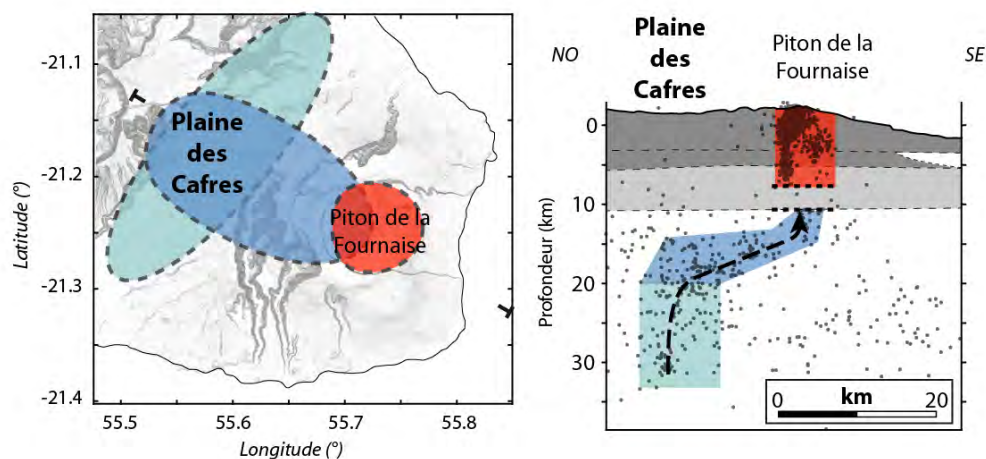 -21.1
-21.2
-21.3
-21.4
Latitude (°)
55.5 55.6 55.7 55.8
Longitude (°)
Plaine
des
Cafres
Piton de la
Fournaise
NO
Plaine
des
Cafres
Piton de la
Fournaise
SE
0
10
20
30
Profondeur (km)
0 km 20